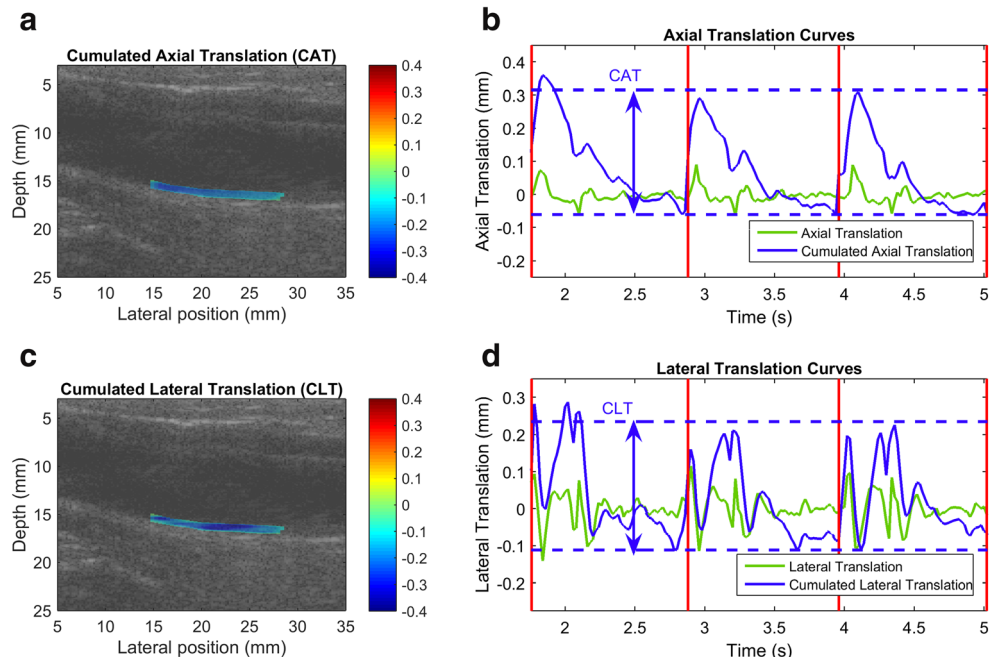 a
Cumulated Axial Translation (CAT)
Depth (mm)
5
10
15
20
25
5 10 15 20 25 30 35
Lateral position (mm)
0.4
0.3
0.2
0.1
0
-0.1
-0.2
-0.3
-0.4
b
Axial Translation Curves
Axial Translation (mm)
0.4
0.3
0.2
0.1
0
-0.1
-0.2
CAT
Axial Translation
Cumulated Axial Translation
2 2.5 3 3.5 4 4.5 5
Time (s)
c
Cumulated Lateral Translation (CLT)
Depth (mm)
5
10
15
20
25
5 10 15 20 25 30 35
Lateral position (mm)
0.4
0.3
0.2
0.1
0
-0.1
-0.2
-0.3
-0.4
d
Lateral Translation Curves
Lateral Translation (mm)
0.3
0.2
0.1
0
-0.1
-0.2
CLT
Lateral Translation
Cumulated Lateral Translation
2 2.5 3 3.5 4 4.5 5
Time (s)